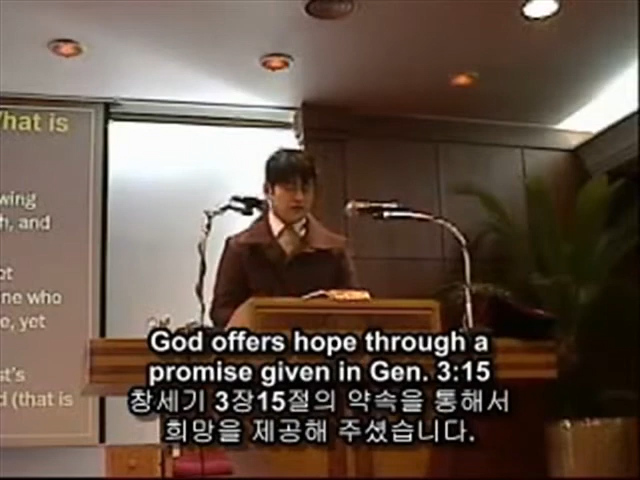 hat is
wing
h, and
ot
ne who
e, yet
st's
d (that is
God offers hope through a
promise given in Gen. 3:15
창세기 3장15절의 약속을 통해서
희망을 제공해 주셨습니다.